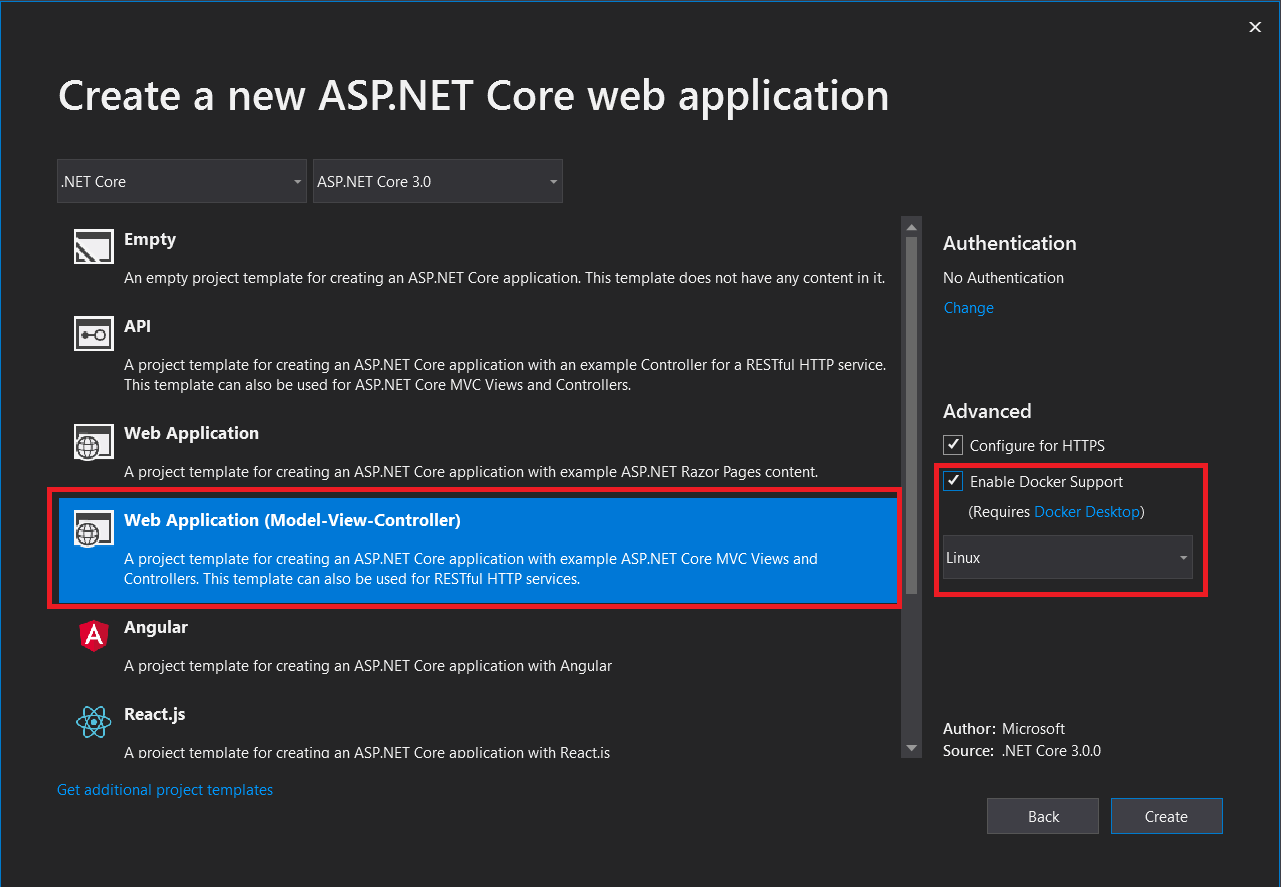 Create a new ASP.NET Core web application
.NET Core
ASP.NET Core 3.0
Empty
An empty project template for creating an ASP.NET Core application. This template does not have any content in it.
API
A project template for creating an ASP.NET Core application with an example Controller for a RESTful HTTP service.
This template can also be used for ASP.NET Core MVC Views and Controllers.
Web Application
A project template for creating an ASP.NET Core application with example ASP.NET Razor Pages content.
Web Application (Model-View-Controller)
A project template for creating an ASP.NET Core application with example ASP.NET Core MVC Views and
Controllers. This template can also be used for RESTful HTTP services.
Angular
A project template for creating an ASP.NET Core application with Angular
React.js
A project template for creating an ASP.NET Core application with React.js
Get additional project templates
Authentication
No Authentication
Change
Advanced
Configure for HTTPS
Enable Docker Support
(Requires Docker Desktop)
Linux
Author: Microsoft
Source: .NET Core 3.0.0
Back
Create